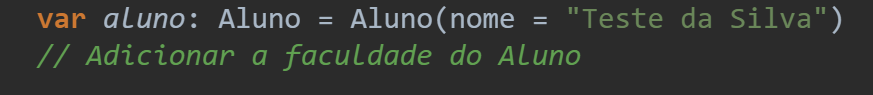 var aluno: Aluno = Aluno(nome = "Teste da Silva")
// Adicionar a faculdade do Aluno